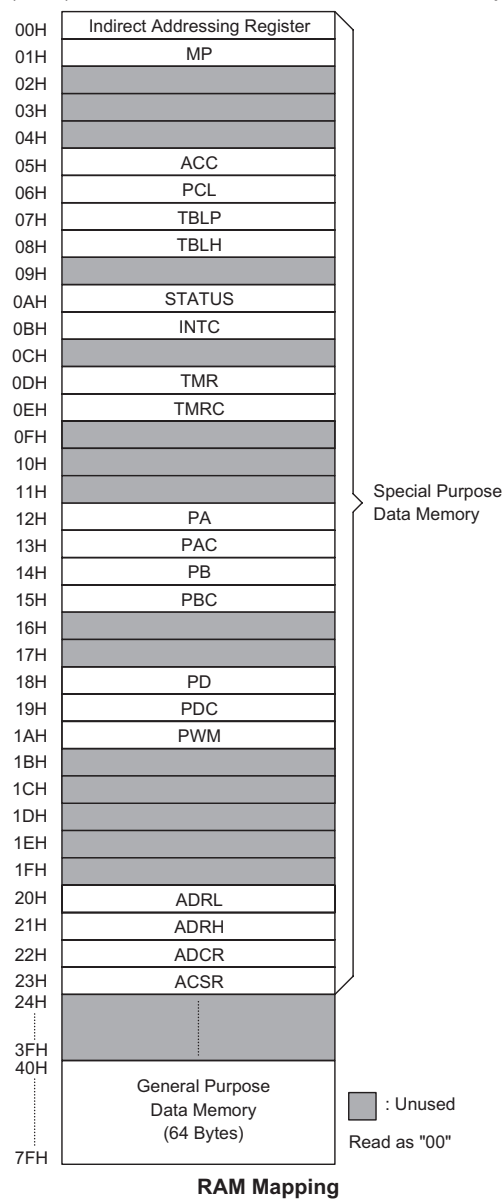 00H Indirect Addressing Register
01H MP
02H
03H
04H
05H ACC
06H PCL
07H TBLP
08H TBLH
09H
0AH STATUS
0BH INTC
0CH
0DH TMR
0EH TMRC
0FH
10H
11H
Special Purpose
Data Memory
12H PA
13H PAC
14H PB
15H PBC
16H
17H
18H PD
19H PDC
1AH PWM
1BH
1CH
1DH
1EH
1FH
20H ADRL
21H ADRH
22H ADCR
23H ACSR
24H
3FH
40H
General Purpose
Data Memory
(64 Bytes)
7FH
: Unused
Read as "00"
RAM Mapping